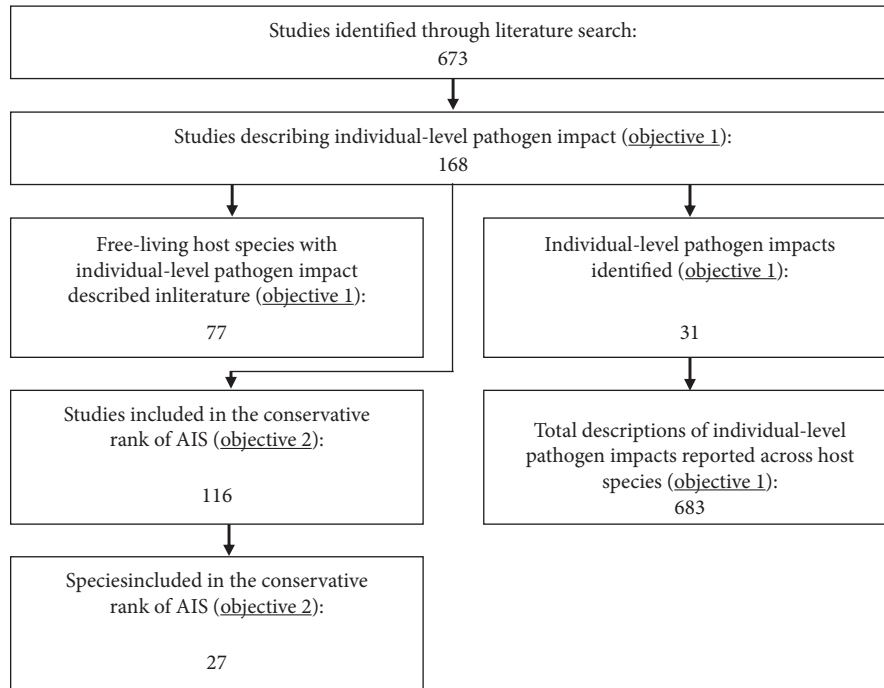 Studies identified through literature search:
673
Studies describing individual-level pathogen impact (objective 1):
168
Free-living host species with
individual-level pathogen impact
described inliterature (objective 1):
77
Individual-level pathogen impacts
identified (objective 1):
31
Studies included in the conservative
rank of AIS (objective 2):
116
Total descriptions of individual-level
pathogen impacts reported across host
species (objective 1):
683
Speciesincluded in the conservative
rank of AIS (objective 2):
27